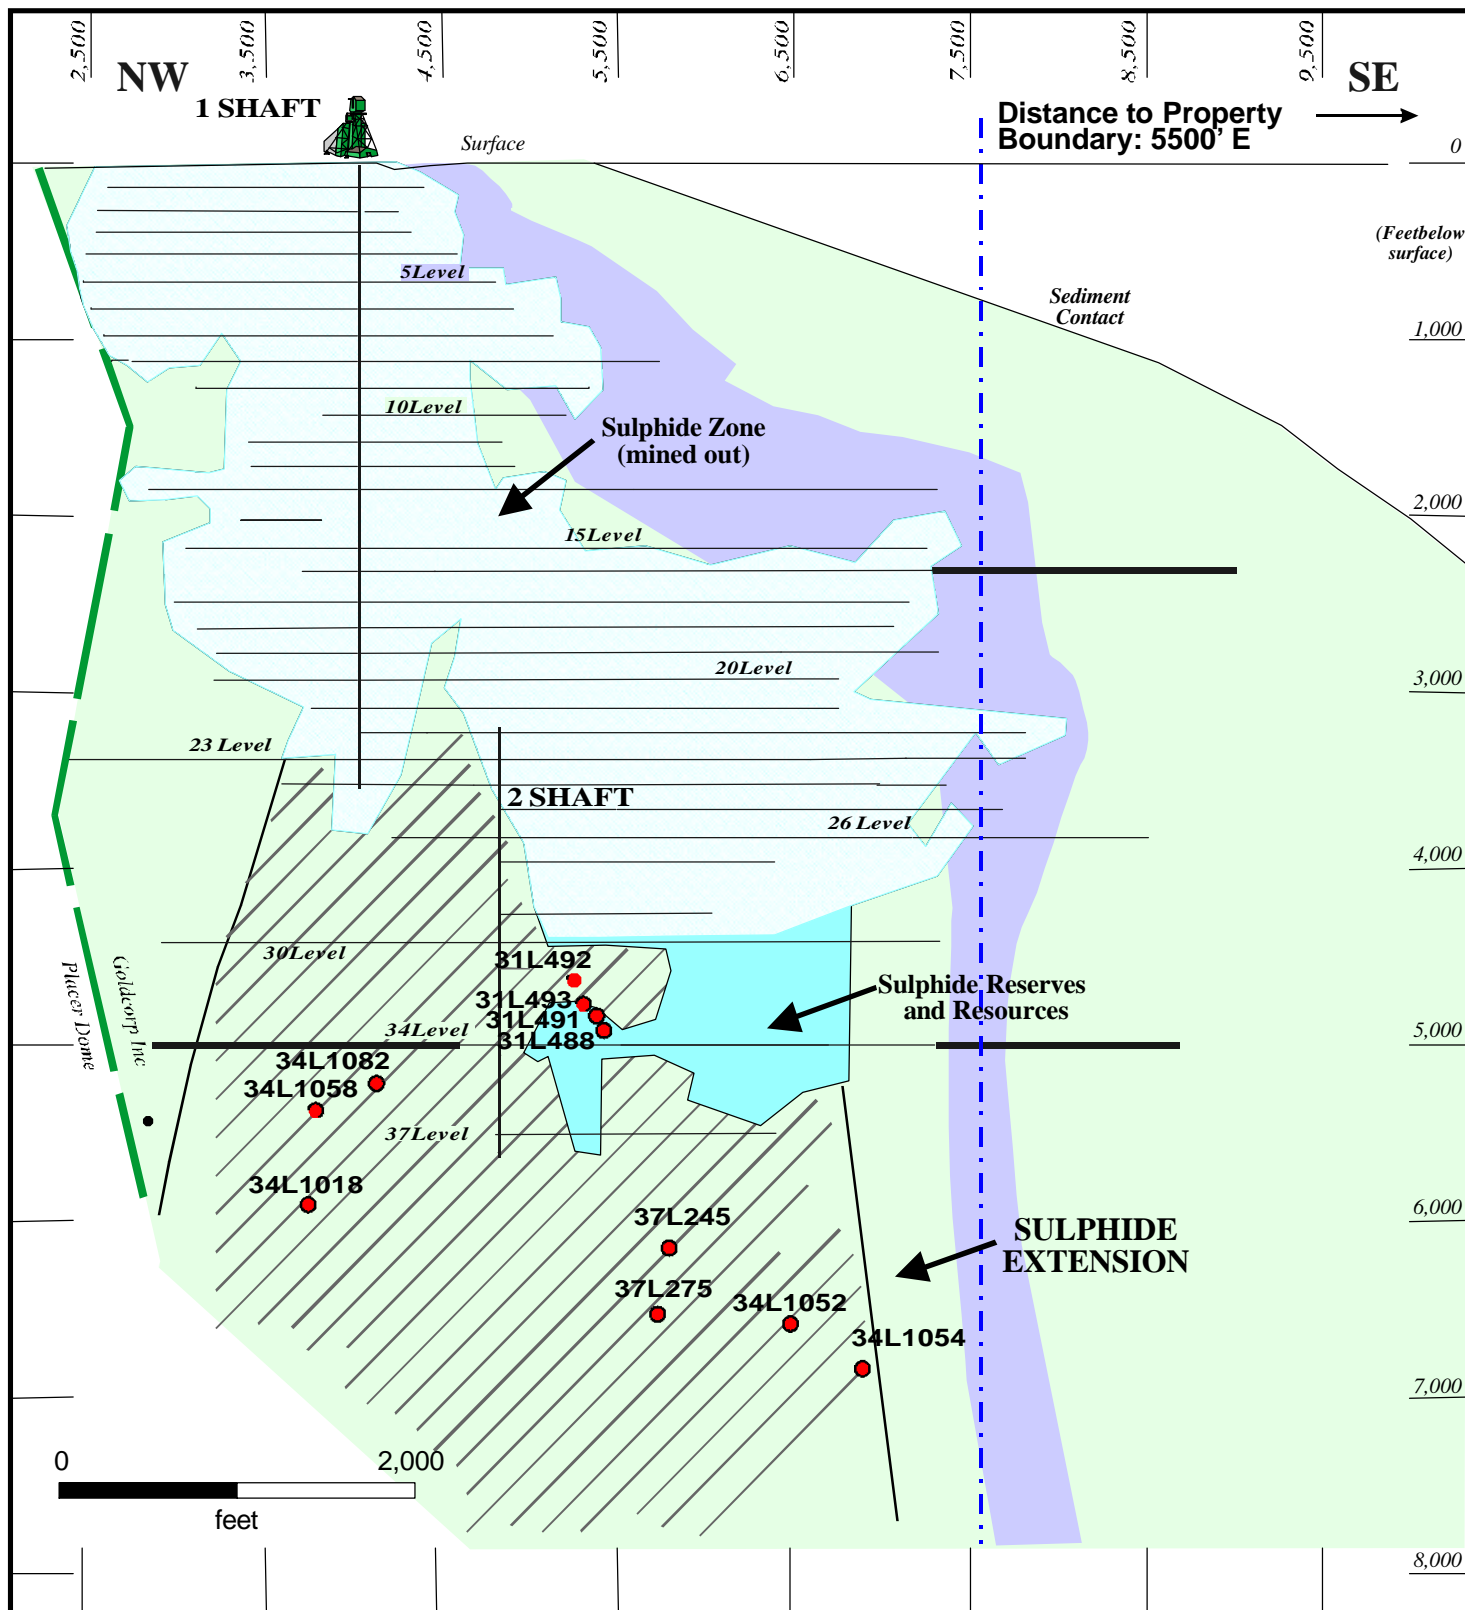 2,500
3,500
4,500
5,500
6,500
7,500
8,500
9,500
NW
SE
1 SHAFT
Distance to Property
Boundary: 5500' E
Surface
0
(Feetbelow
surface)
5Level
Sediment
Contact
1,000
10Level
Sulphide Zone
(mined out)
2,000
15Level
20Level
3,000
23 Level
2 SHAFT
26 Level
4,000
30Level
31L492
Placer Dome
Goldcorp Inc
31L493
Sulphide Reserves
and Resources
31L491
34Level
31L488
5,000
34L1082
34L1058
37Level
34L1018
6,000
37L245
SULPHIDE
EXTENSION
37L275
34L1052
34L1054
7,000
0
2,000
feet
8,000